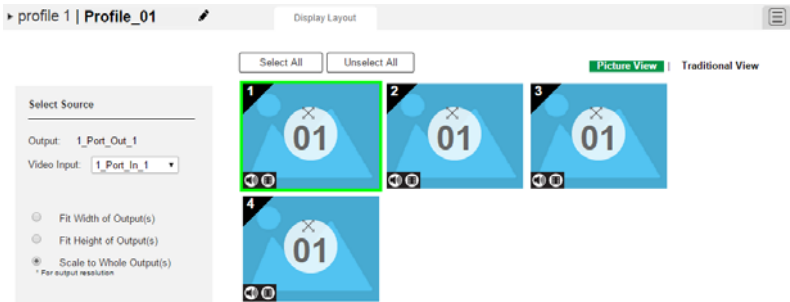 profile 1 | Profile_01
Display Layout
Select All
Unselect All
Picture View | Traditional View
Select Source
Output: 1_Port_Out_1
Video Input: 1_Port_In_1
Fit Width of Output(s)
Fit Height of Output(s)
Scale to Whole Output(s)
* For output resolution
1
01
2
01
3
01
4
01